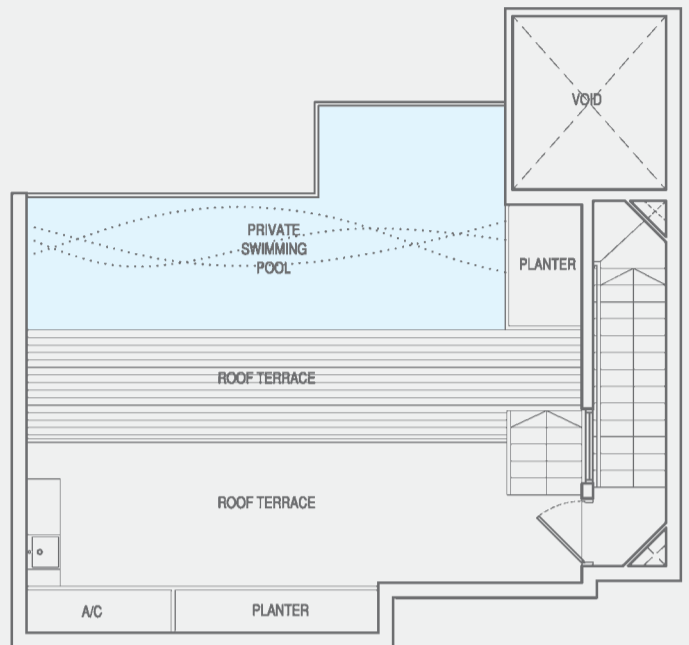 VOID
PRIVATE
SWIMMING
POOL
PLANTER
ROOF TERRACE
ROOF TERRACE
A/C
PLANTER